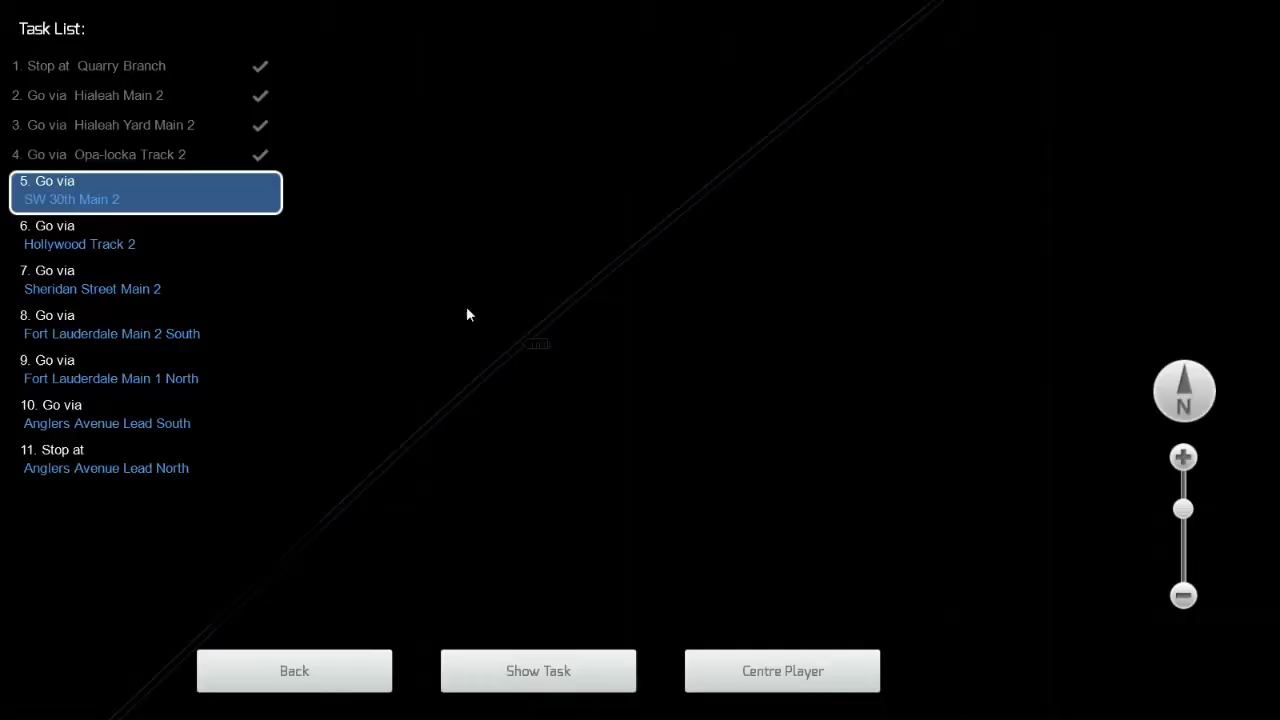 Task List:
1. Stop at Quarry Branch
2. Go via Hialeah Main 2
3. Go via Hialeah Yard Main 2
4. Go via Opa-locka Track 2
5. Go via
SW 30th Main 2
6. Go via
Hollywood Track 2
7. Go via
Sheridan Street Main 2
8. Go via
Fort Lauderdale Main 2 South
9. Go via
Fort Lauderdale Main 1 North
10. Go via
Anglers Avenue Lead South
11. Stop at
Anglers Avenue Lead North
N
Back
Show Task
Centre Player